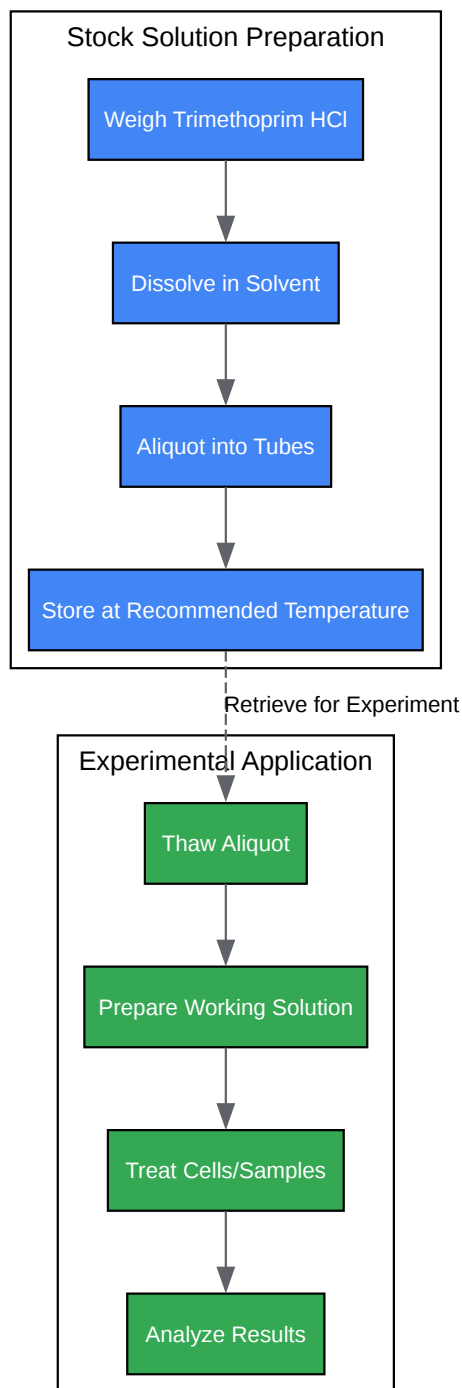 Stock Solution Preparation
Weigh Trimethoprim HCl
Dissolve in Solvent
Aliquot into Tubes
Store at Recommended Temperature
Retrieve for Experiment
Experimental Application
Thaw Aliquot
Prepare Working Solution
Treat Cells/Samples
Analyze Results